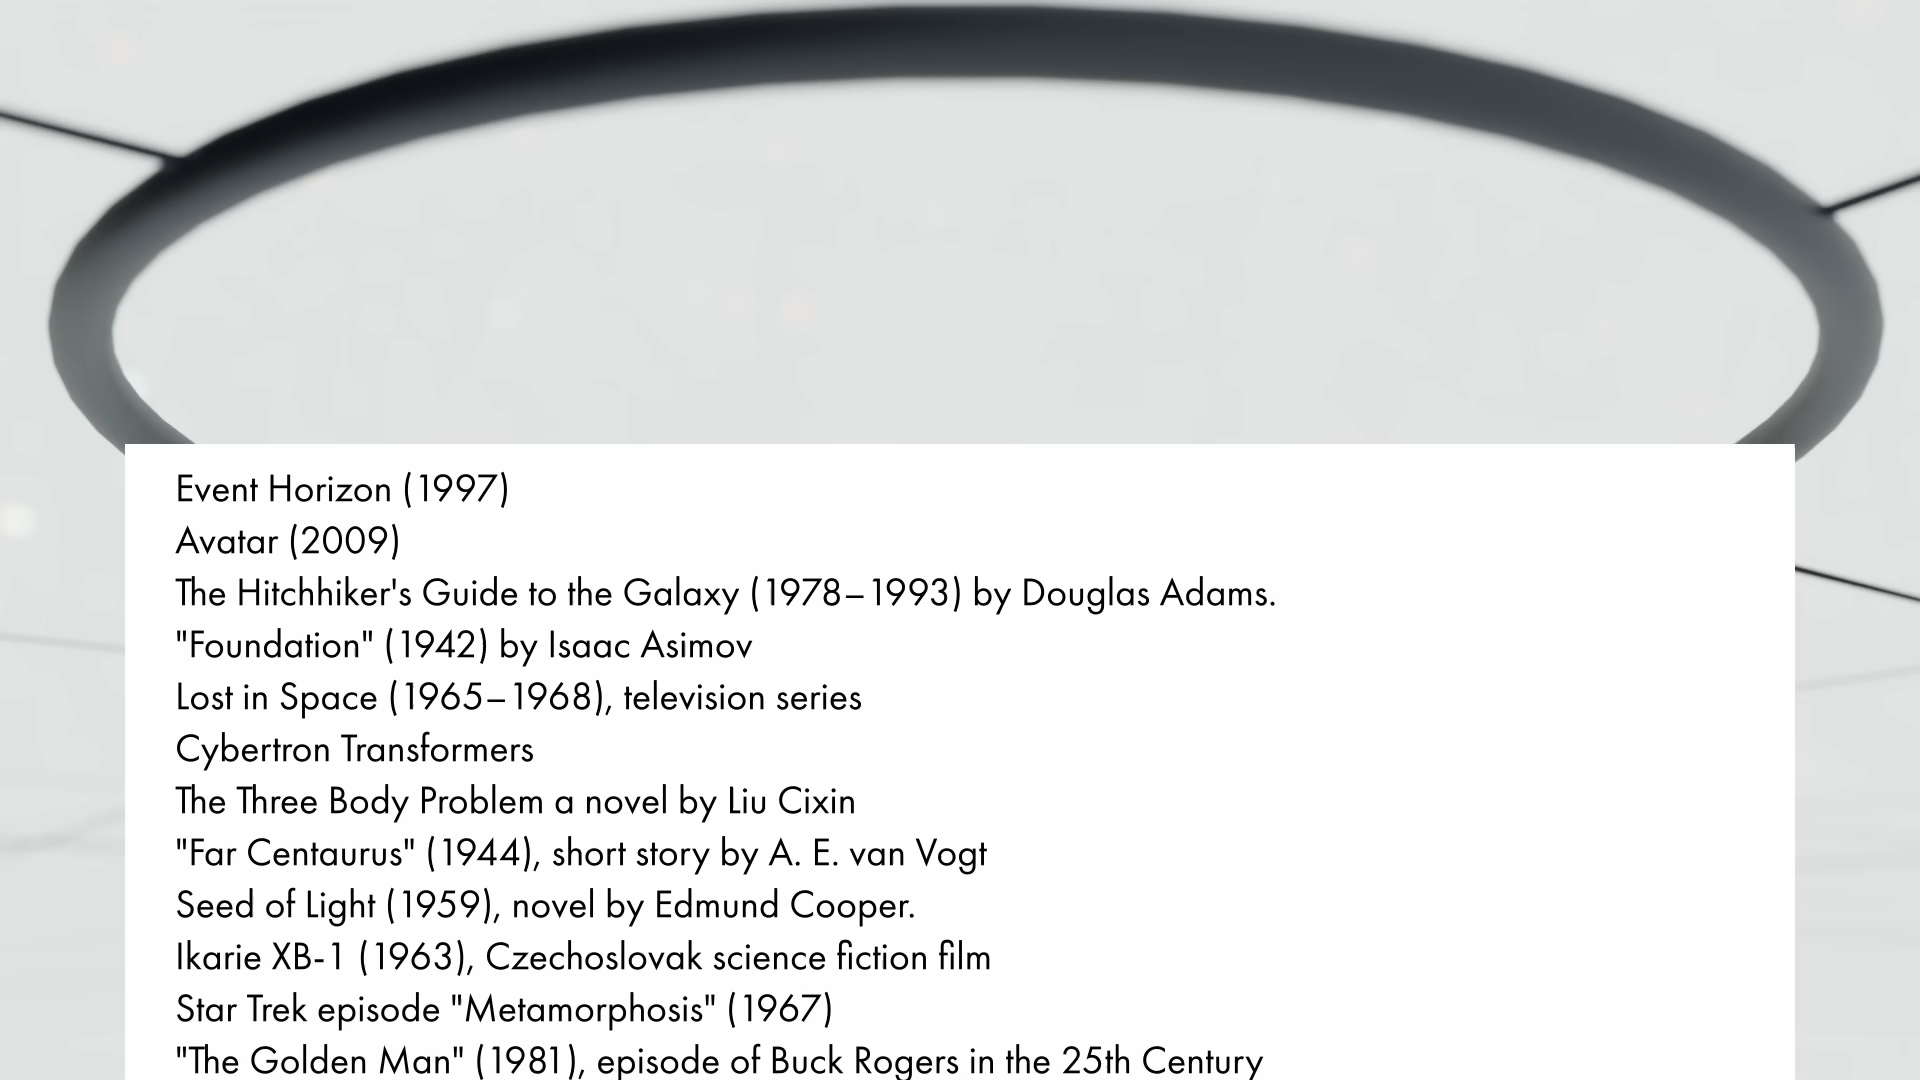 Event Horizon (1997)
Avatar (2009)
The Hitchhiker's Guide to the Galaxy (1978–1993) by Douglas Adams.
"Foundation" (1942) by Isaac Asimov
Lost in Space (1965–1968), television series
Cybertron Transformers
The Three Body Problem a novel by Liu Cixin
"Far Centaurus" (1944), short story by A. E. van Vogt
Seed of Light (1959), novel by Edmund Cooper.
Ikarie XB-1 (1963), Czechoslovak science fiction film
Star Trek episode "Metamorphosis" (1967)
"The Golden Man" (1981), episode of Buck Rogers in the 25th Century